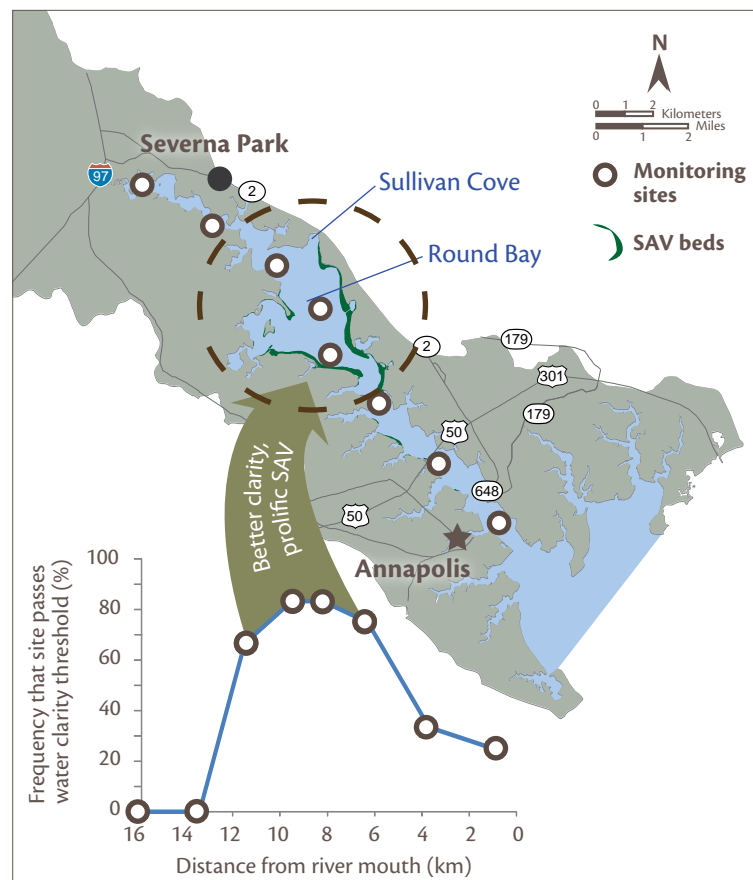 N
0 1 2 Kilometers
0 1 2 Miles
Severna Park
97
2
Sullivan Cove
Monitoring
sites
Round Bay
SAV beds
2
179
301
179
50
648
50
Annapolis
Better clarity,
prolific SAV
Frequency that site passes
water clarity threshold (%)
100
80
60
40
20
0
16 14 12 10 8 6 4 2 0
Distance from river mouth (km)